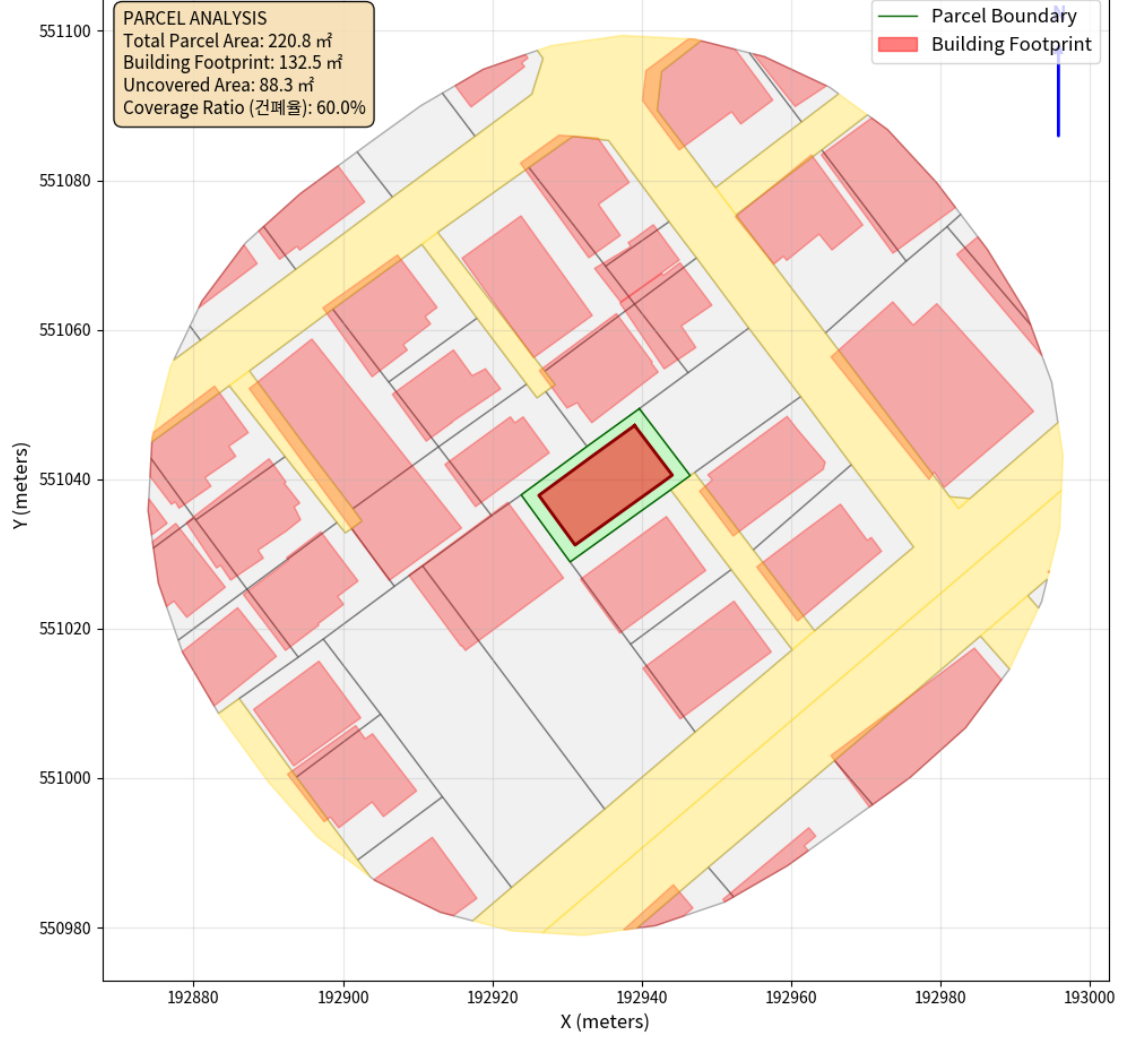 PARCEL ANALYSIS
Total Parcel Area: 220.8 ㎡
Building Footprint: 132.5 ㎡
Uncovered Area: 88.3 ㎡
Coverage Ratio (건폐율): 60.0%
N
Parcel Boundary
Building Footprint
551100
551080
551060
551040
551020
551000
550980
Y (meters)
192880
192900
192920
192940
192960
192980
193000
X (meters)